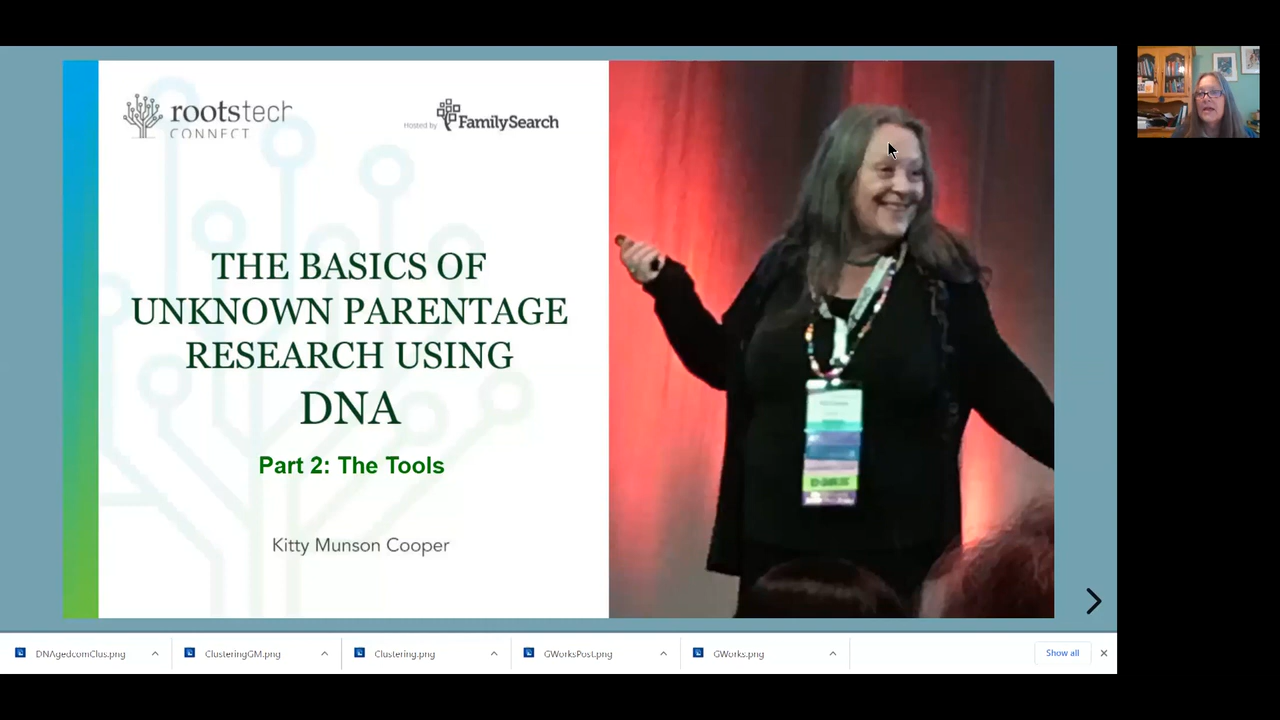 rootstech
CONNECT
Hosted by FamilySearch
THE BASICS OF
UNKNOWN PARENTAGE
RESEARCH USING
DNA
Part 2: The Tools
Kitty Munson Cooper
DNAgedcomClus.png
ClusteringGM.png
Clustering.png
GWorksPost.png
GWorks.png
Show all